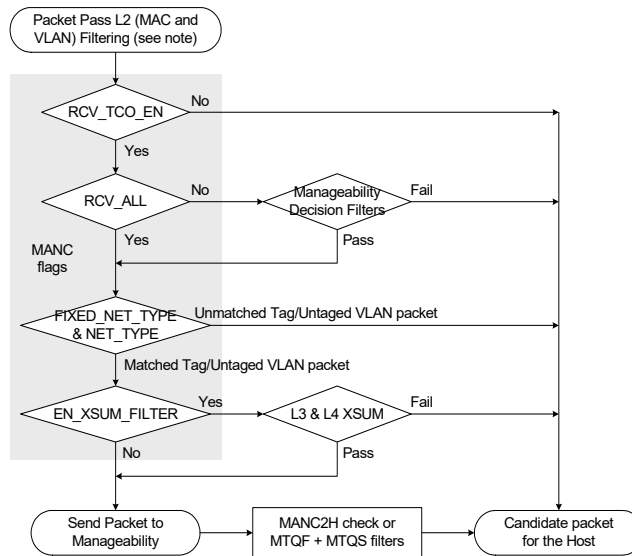 Packet Pass L2 (MAC and
VLAN) Filtering (see note)
RCV_TCO_EN
No
Yes
RCV_ALL
No
Manageability
Decision Filters
Fail
Yes
Pass
MANC
flags
FIXED_NET_TYPE
& NET_TYPE
Unmatched Tag/Untaged VLAN packet
Matched Tag/Untaged VLAN packet
EN_XSUM_FILTER
Yes
L3 & L4 XSUM
Fail
No
Pass
Send Packet to
Manageability
MANC2H check or
MTQF + MTQS filters
Candidate packet
for the Host